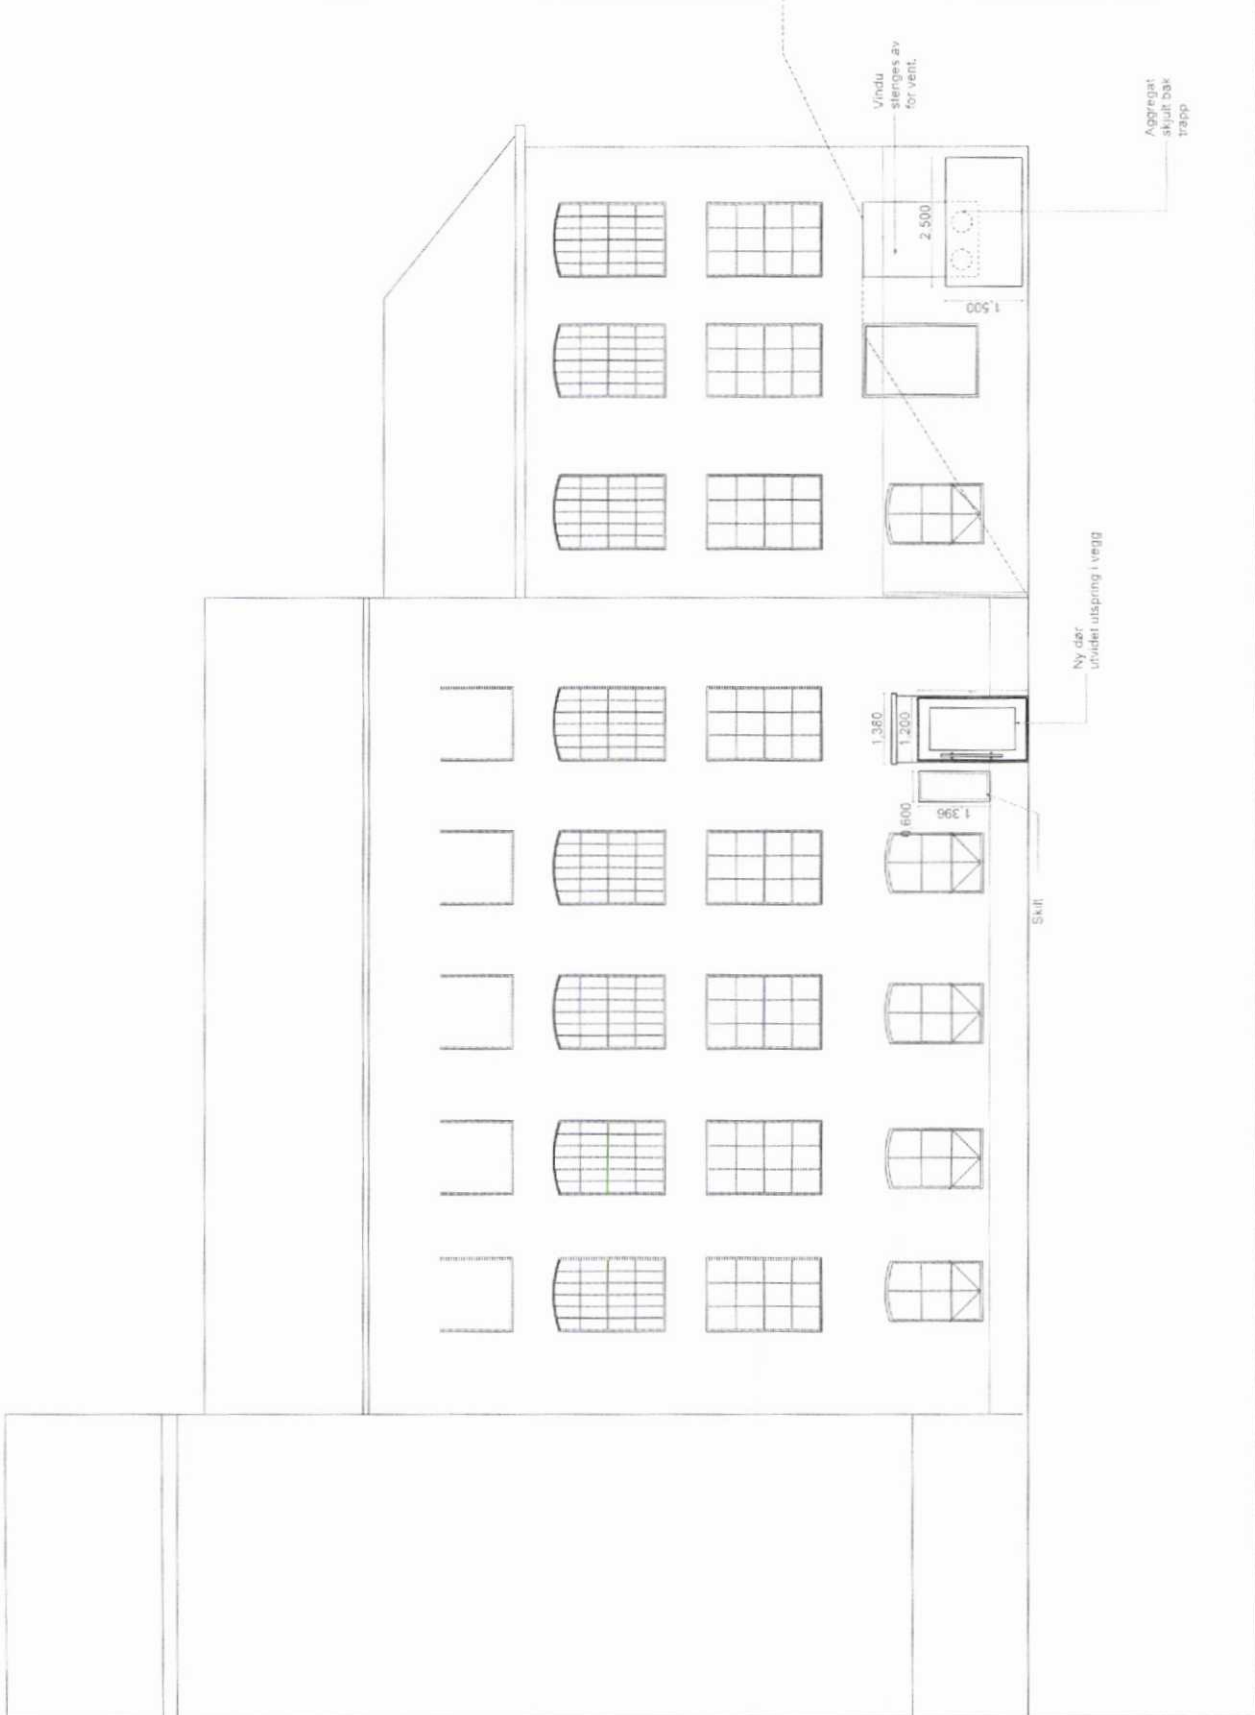 Vindu
stenges av
for vent.
Aggregat
skjult bak
trapp
2.500
1.500
Ny dør
utvidet utspring i vegg
1.380
1.200
0.600
1.396
Skilt